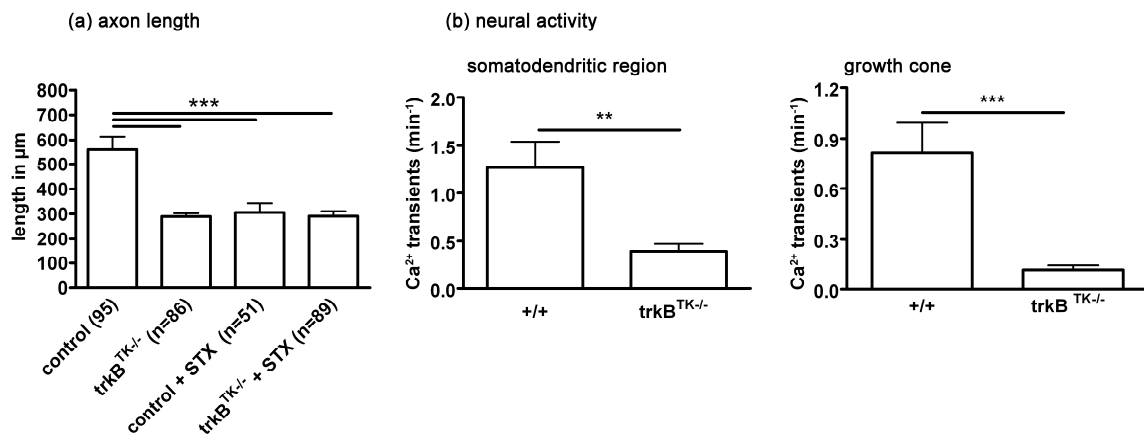 (a) axon length
(b) neural activity
somatodendritic region
growth cone
length in µm
800
700
600
500
400
300
200
100
0
***
control (95)
trkB^TK-/- (n=86)
control + STX (n=51)
trkB^TK-/- + STX (n=89)
Ca²⁺ transients (min⁻¹)
2.0
1.5
1.0
0.5
0.0
**
+/+
trkB^TK-/-
Ca²⁺ transients (min⁻¹)
1.2
0.9
0.6
0.3
0.0
***
+/+
trkB^TK-/-